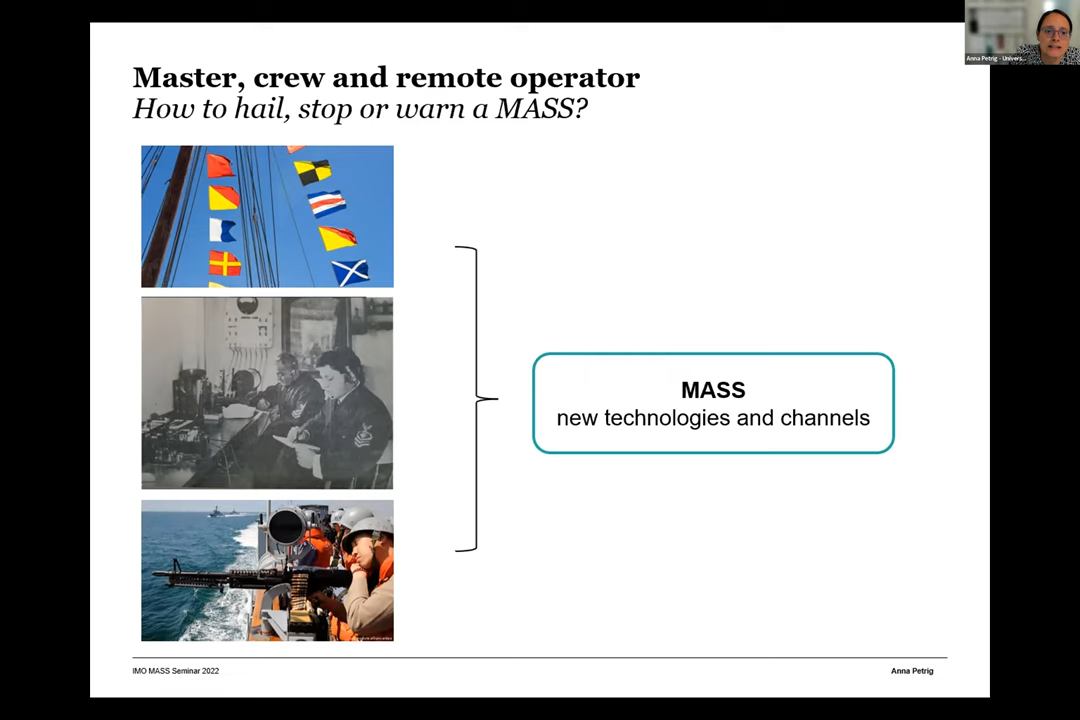 Anna Petrig - Univers...
Master, crew and remote operator
How to hail, stop or warn a MASS?
MASS
new technologies and channels
IMO MASS Seminar 2022
Anna Petrig